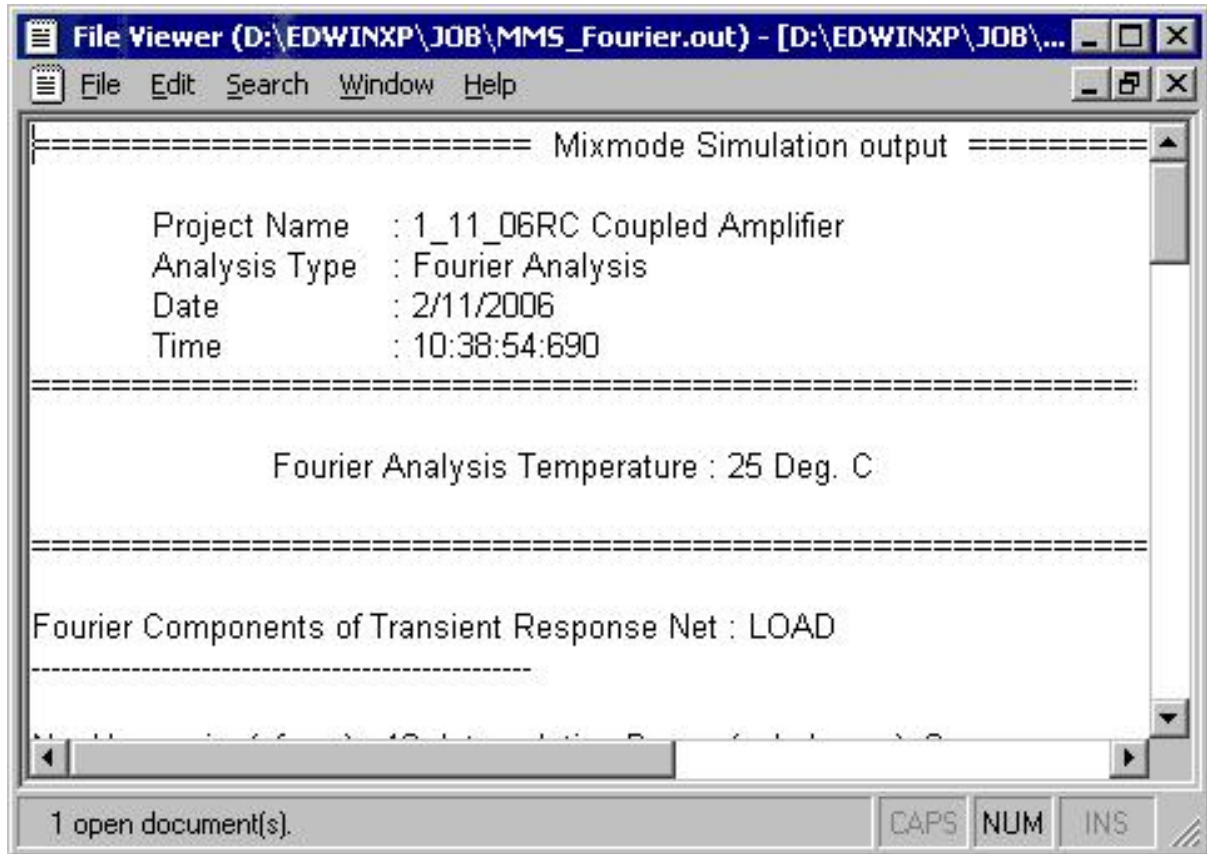 File Viewer (D:\EDWINXP\JOB\MMS_Fourier.out) - [D:\EDWINXP\JOB\...
File Edit Search Window Help
========================= Mixmode Simulation output =========
Project Name : 1_11_06RC Coupled Amplifier
Analysis Type : Fourier Analysis
Date : 2/11/2006
Time : 10:38:54:690
=======================================================
Fourier Analysis Temperature : 25 Deg. C
========================================================
Fourier Components of Transient Response Net : LOAD
--------------------------------------------------
1 open document(s).
CAPS NUM INS